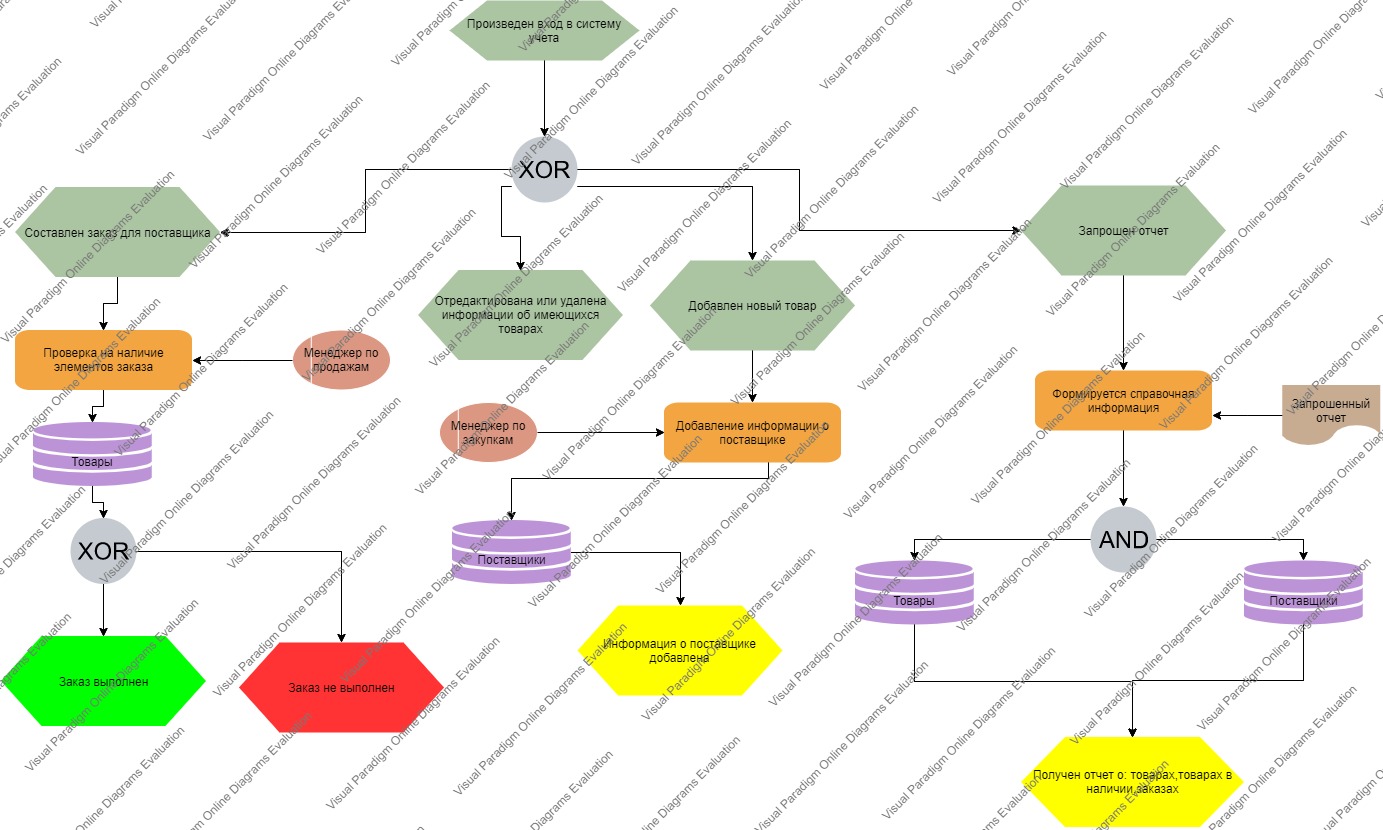 Произведен вход в систему
учета
XOR
Составлен заказ для поставщика
Отредактирована или удалена
информации об имеющихся
товарах
Добавлен новый товар
Запрошен отчет
Проверка на наличие
элементов заказа
Менеджер по
продажам
Менеджер по
закупкам
Добавление информации о
поставщике
Формируется справочная
информация
Запрошенный
отчет
Товары
XOR
Поставщики
AND
Товары
Поставщики
Заказ выполнен
Заказ не выполнен
Информация о поставщике
добавлена
Получен отчет о: товарах,товарах в
наличии,заказах
Visual Paradigm Online Diagrams Evaluation